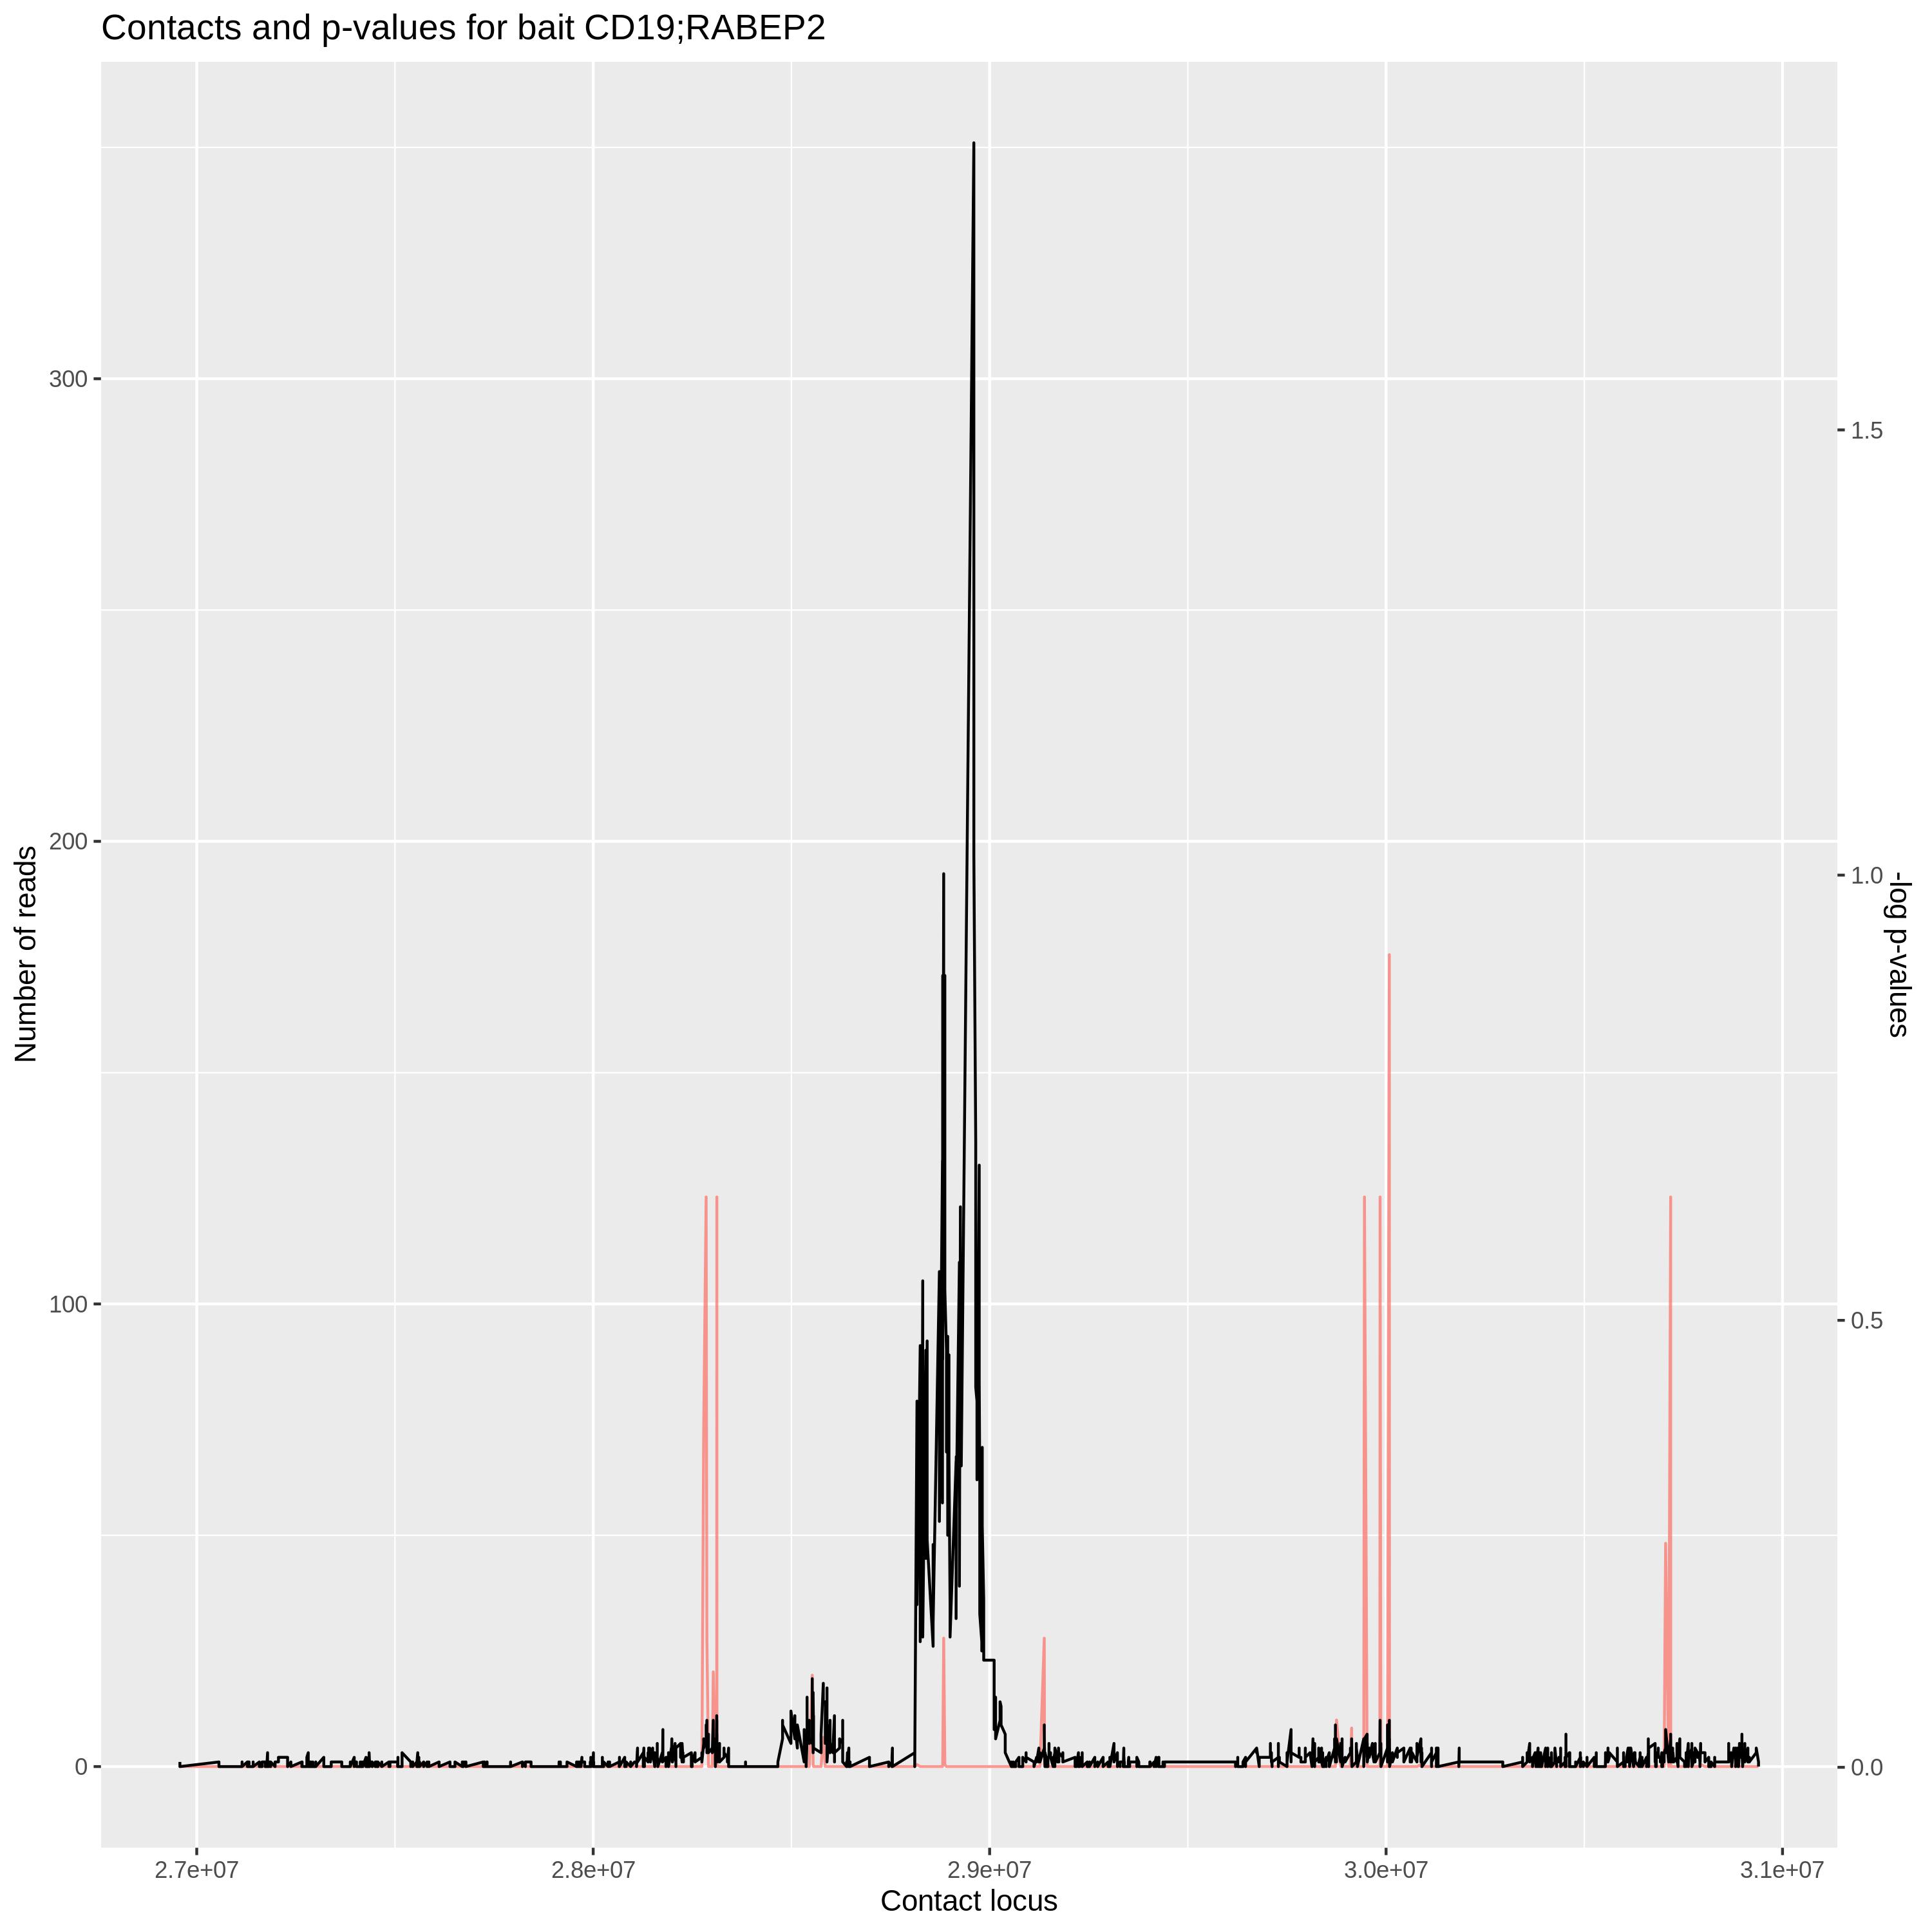 Contacts and p-values for bait CD19;RABEP2
Number of reads
300
200
100
0
1.5
1.0
0.5
0.0
-log p-values
2.7e+07
2.8e+07
2.9e+07
3.0e+07
3.1e+07
Contact locus